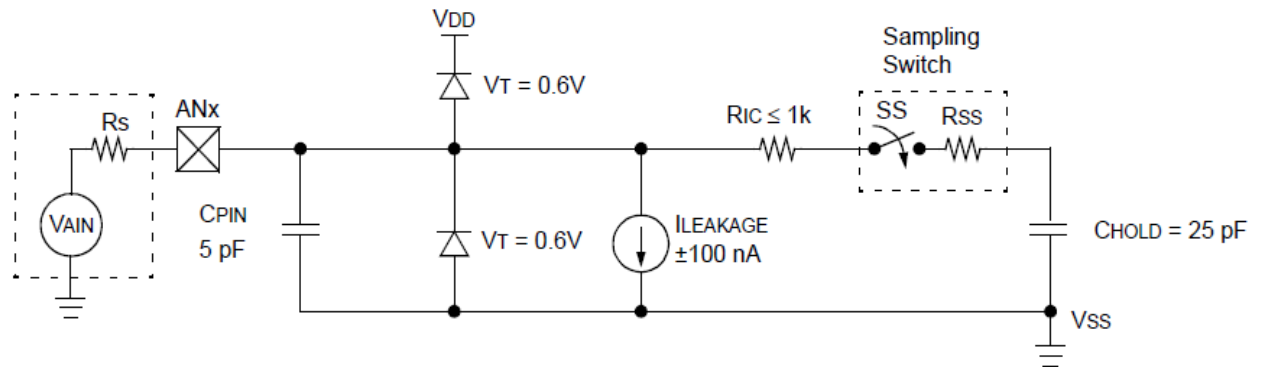 VDD
Sampling
Switch
VT = 0.6V
ANx
Rs
RIC ≤ 1k
SS
RSS
VAIN
CPIN
5 pF
VT = 0.6V
ILEAKAGE
±100 nA
CHOLD = 25 pF
VSS